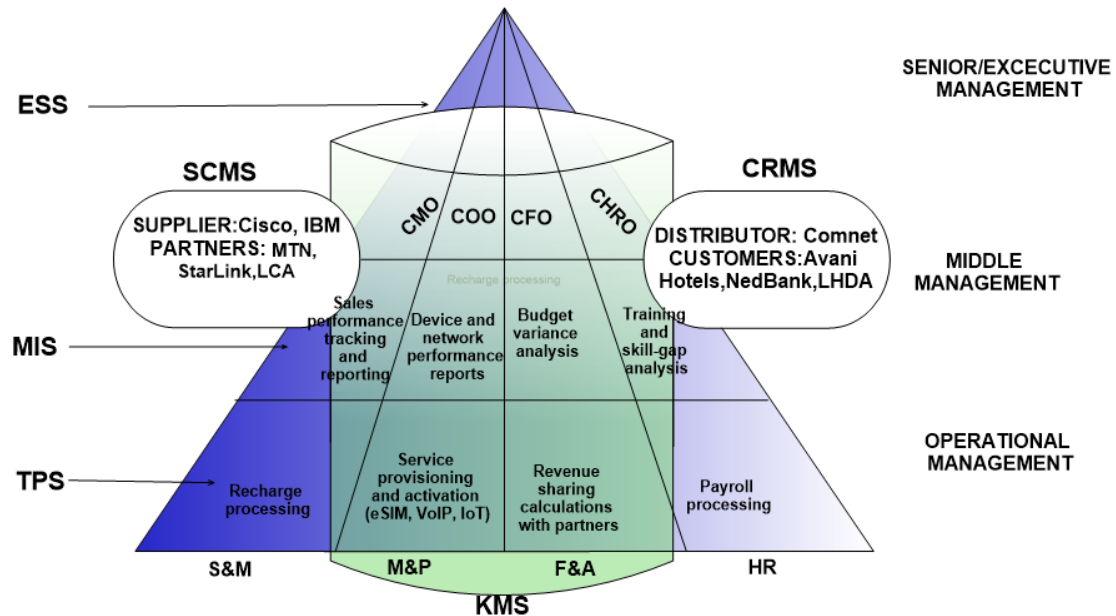 SENIOR/EXCECUTIVE
MANAGEMENT
ESS
SCMS
CRMS
SUPPLIER:Cisco, IBM
PARTNERS: MTN,
StarLink,LCA
CMO
COO
CFO
CHRO
DISTRIBUTOR: Comnet
CUSTOMERS:Avani
Hotels,NedBank,LHDA
MIDDLE
MANAGEMENT
Recharge processing
MIS
Sales
performance
tracking
and
reporting
Device and
network
performance
reports
Budget
variance
analysis
Training
and
skill-gap
analysis
OPERATIONAL
MANAGEMENT
TPS
Recharge
processing
Service
provisioning
and activation
(eSIM, VoIP, IoT)
Revenue
sharing
calculations
with partners
Payroll
processing
S&M
M&P
F&A
HR
KMS